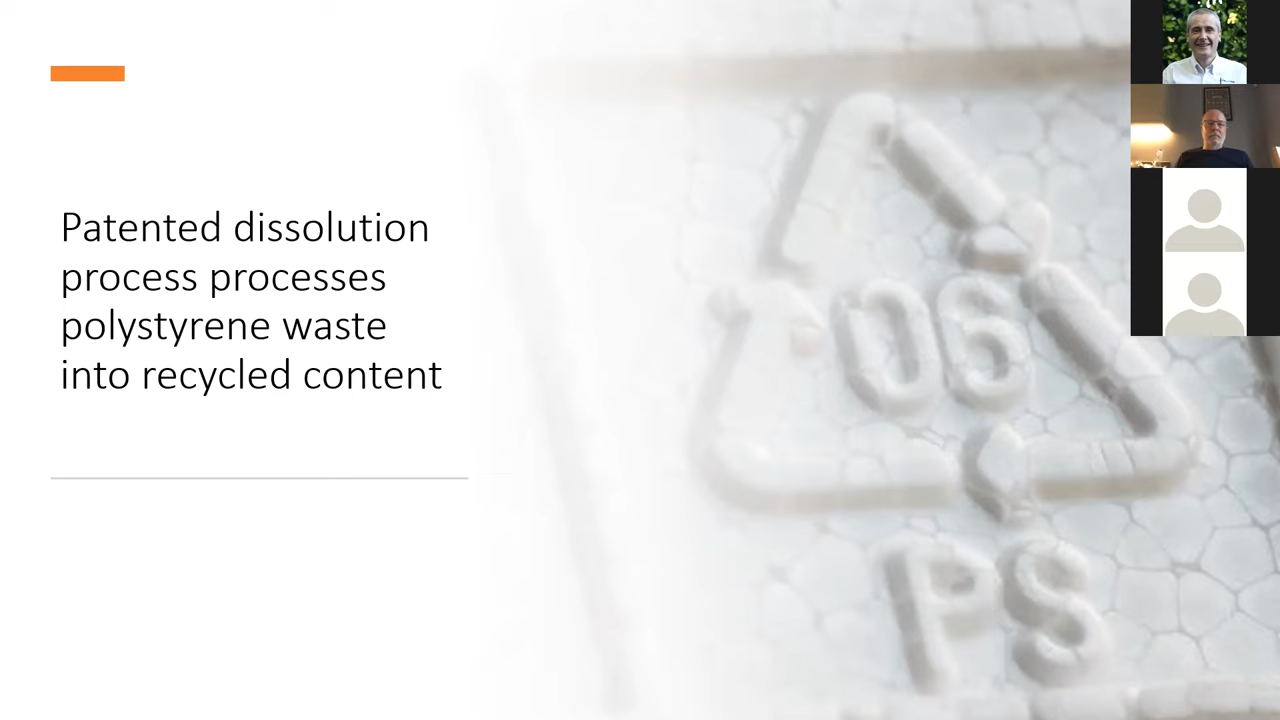 Patented dissolution
process processes
polystyrene waste
into recycled content
06
PS